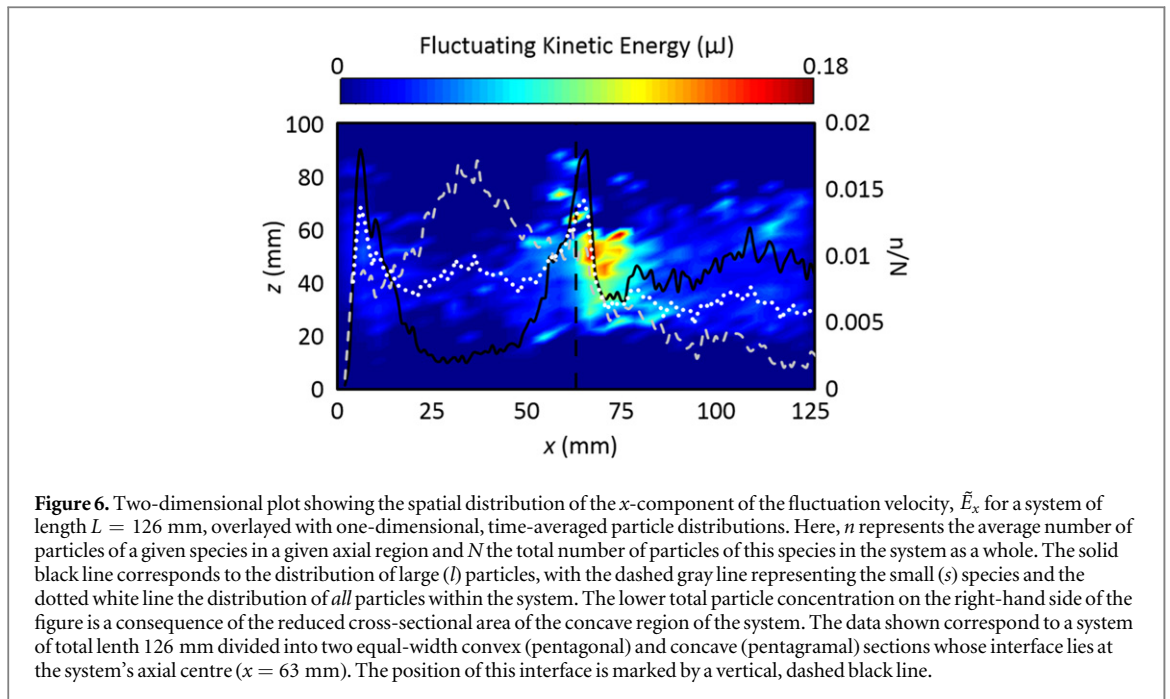 Fluctuating Kinetic Energy (µJ)
0 0.18
100 0.02
80 0.015
60 0.01
40 0.005
20 0
0
z (mm)
n/N
0 25 50 75 100 125
x (mm)
Figure 6. Two-dimensional plot showing the spatial distribution of the x-component of the fluctuation velocity, Ẽx for a system of
length L = 126 mm, overlayed with one-dimensional, time-averaged particle distributions. Here, n represents the average number of
particles of a given species in a given axial region and N the total number of particles of this species in the system as a whole. The solid
black line corresponds to the distribution of large (l) particles, with the dashed gray line representing the small (s) species and the
dotted white line the distribution of all particles within the system. The lower total particle concentration on the right-hand side of the
figure is a consequence of the reduced cross-sectional area of the concave region of the system. The data shown correspond to a system
of total lenth 126 mm divided into two equal-width convex (pentagonal) and concave (pentagramal) sections whose interface lies at
the system's axial centre (x = 63 mm). The position of this interface is marked by a vertical, dashed black line.